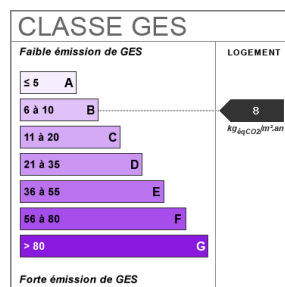 CLASSE GES
Faible émission de GES
LOGEMENT
≤ 5 A
6 à 10 B
8
kgéqCO2/m².an
11 à 20 C
21 à 35 D
36 à 55 E
56 à 80 F
> 80 G
Forte émission de GES